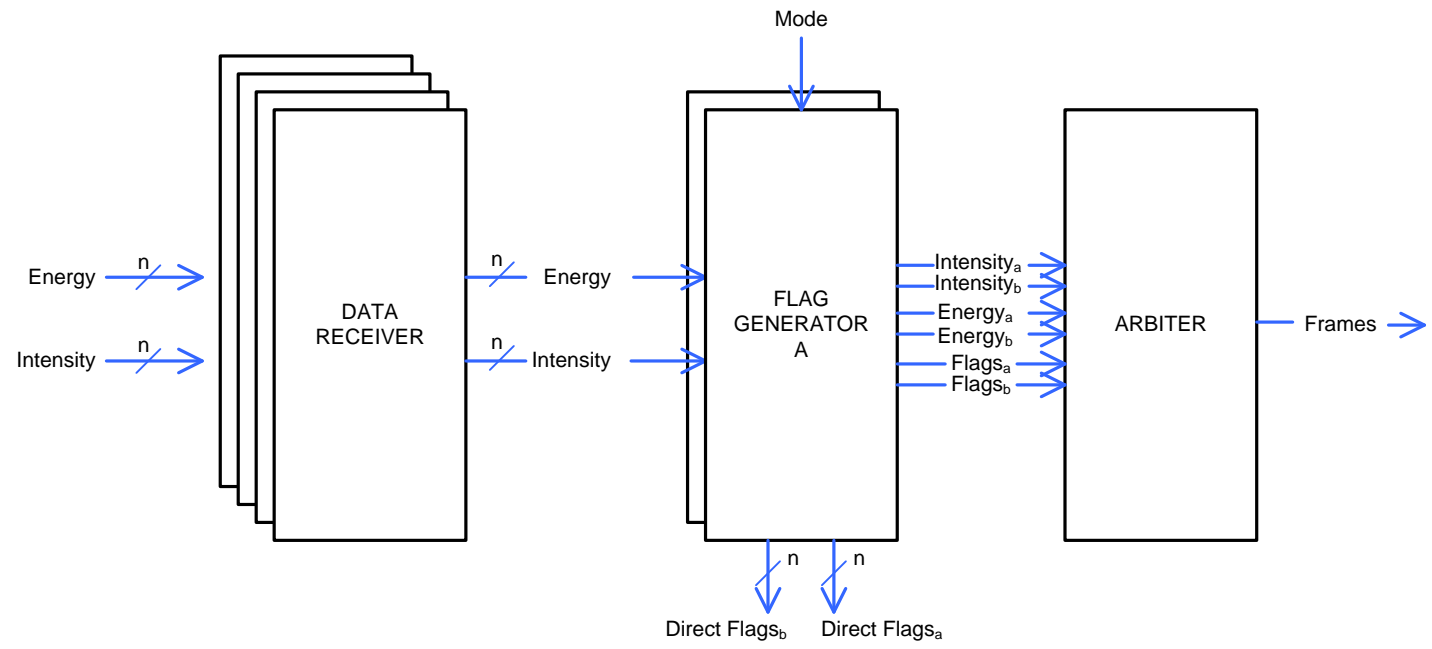 Mode
n
Energy
n
Intensity
DATA
RECEIVER
n
Energy
n
Intensity
FLAG
GENERATOR
A
Intensitya
Intensityb
Energya
Energyb
Flagsa
Flagsb
ARBITER
Frames
n
n
Direct Flagsb
Direct Flagsa